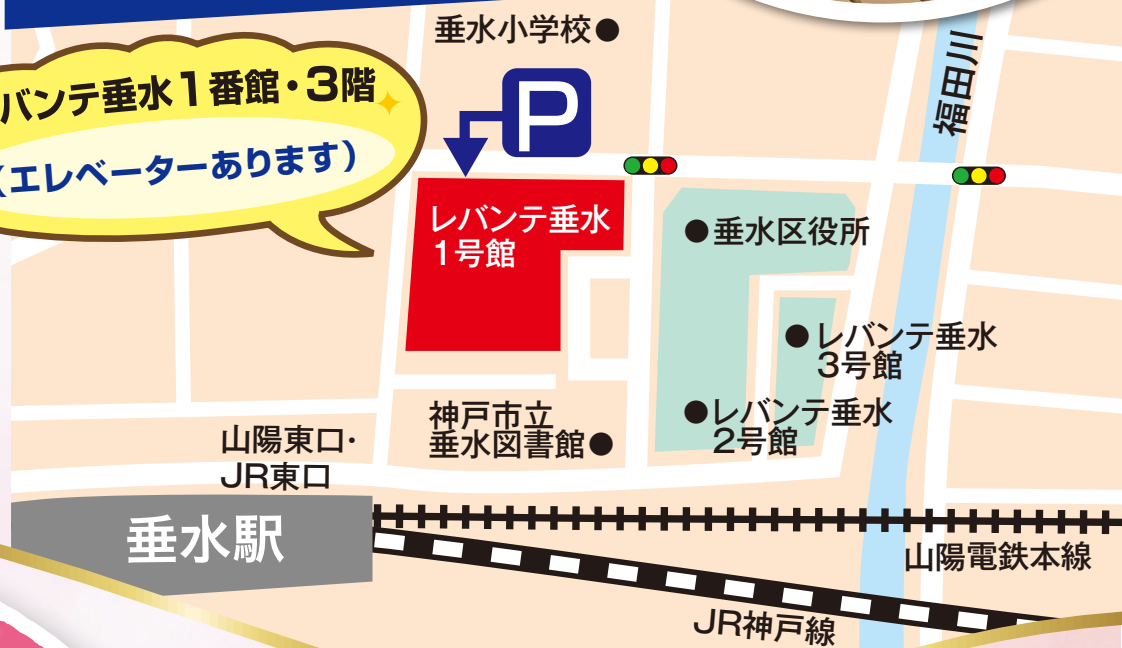 垂水小学校●
福田川
バンテ垂水1番館・3階
(エレベーターあります)
P
レバンテ垂水
1号館
●垂水区役所
●レバンテ垂水
3号館
●レバンテ垂水
2号館
神戸市立
垂水図書館●
山陽東口・
JR東口
垂水駅
山陽電鉄本線
JR神戸線